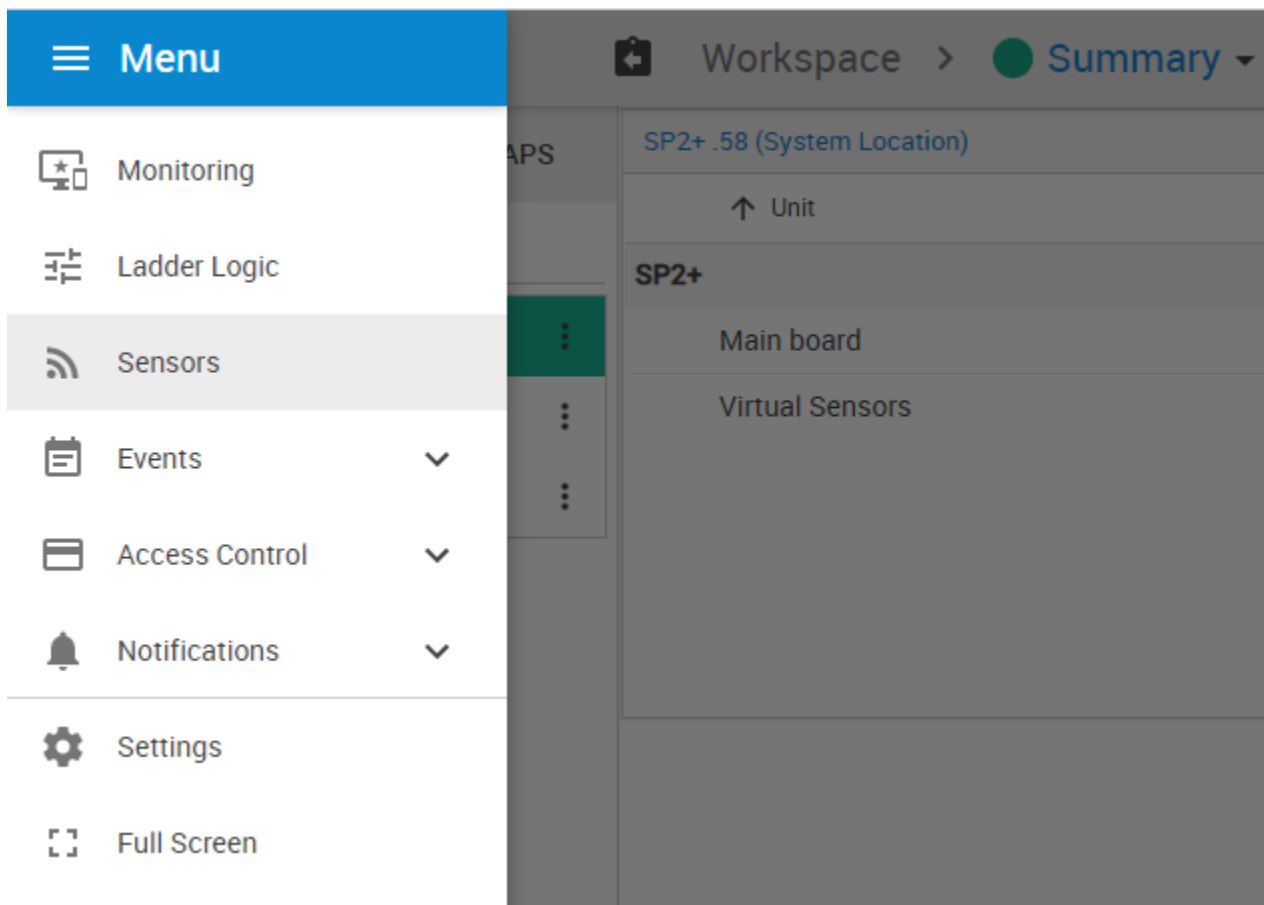 Menu
Monitoring
Ladder Logic
Sensors
Events
Access Control
Notifications
Settings
Full Screen
Workspace > Summary
APS
SP2+ .58 (System Location)
Unit
SP2+
Main board
Virtual Sensors